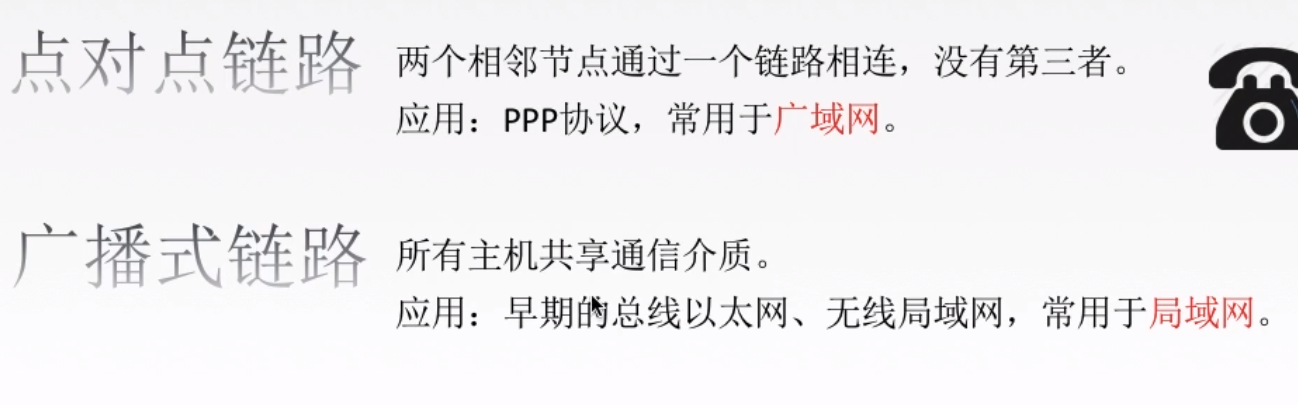 点对点链路
两个相邻节点通过一个链路相连，没有第三者。
应用：PPP协议，常用于广域网。
广播式链路
所有主机共享通信介质。
应用：早期的总线以太网、无线局域网，常用于局域网。